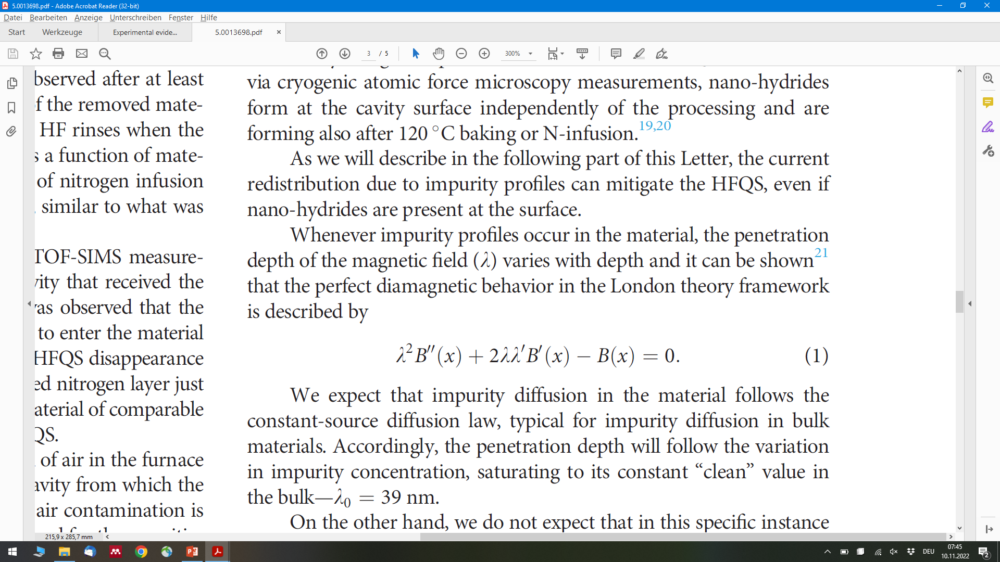 5.0013698.pdf - Adobe Acrobat Reader (32-bit)
Datei Bearbeiten Anzeige Unterschreiben Fenster Hilfe
Start Werkzeuge Experimental evide... 5.0013698.pdf ×
3 / 5 300%
bserved after at least
f the removed mate-
HF rinses when the
s a function of mate-
of nitrogen infusion
, similar to what was
TOF-SIMS measure-
vity that received the
was observed that the
to enter the material
HFQS disappearance
ed nitrogen layer just
aterial of comparable
QS.
of air in the furnace
avity from which the
air contamination is
via cryogenic atomic force microscopy measurements, nano-hydrides
form at the cavity surface independently of the processing and are
forming also after 120 °C baking or N-infusion.19,20
As we will describe in the following part of this Letter, the current
redistribution due to impurity profiles can mitigate the HFQS, even if
nano-hydrides are present at the surface.
Whenever impurity profiles occur in the material, the penetration
depth of the magnetic field (λ) varies with depth and it can be shown21
that the perfect diamagnetic behavior in the London theory framework
is described by
λ²B″(x) + 2λλ′B′(x) − B(x) = 0. (1)
We expect that impurity diffusion in the material follows the
constant-source diffusion law, typical for impurity diffusion in bulk
materials. Accordingly, the penetration depth will follow the variation
in impurity concentration, saturating to its constant “clean” value in
the bulk—λ₀ = 39 nm.
On the other hand, we do not expect that in this specific instance
215,9 x 285,7 mm
DEU
07:45
10.11.2022
2